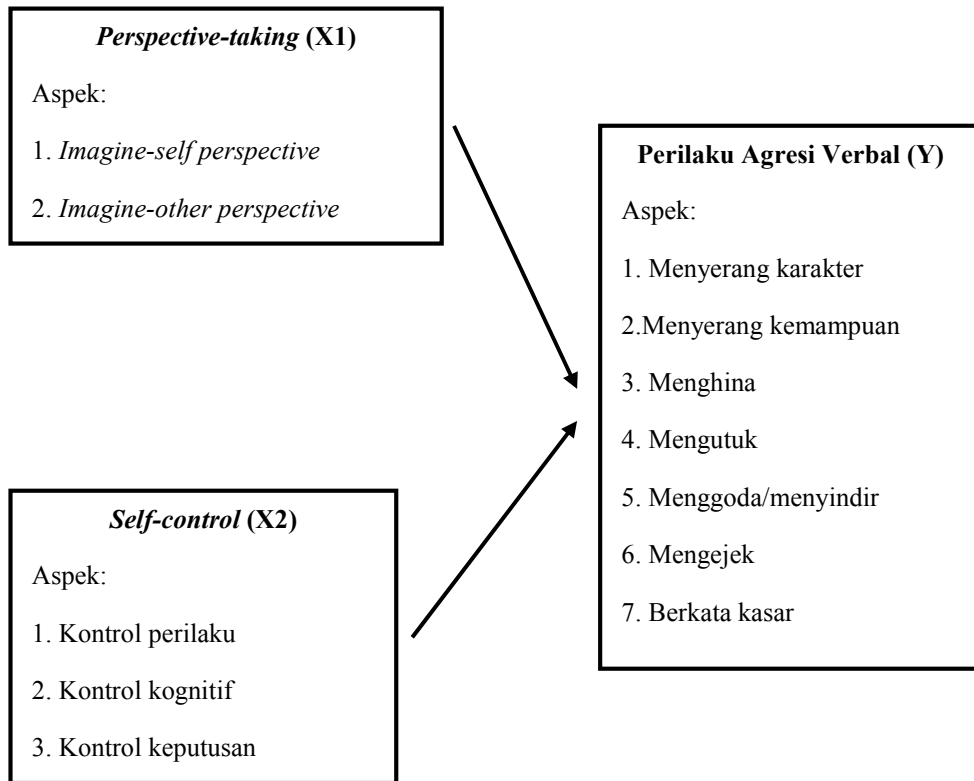 Perspective-taking (X1)
Aspek:
1. Imagine-self perspective
2. Imagine-other perspective
Perilaku Agresi Verbal (Y)
Aspek:
1. Menyerang karakter
2.Menyerang kemampuan
3. Menghina
4. Mengutuk
5. Menggoda/menyindir
6. Mengejek
7. Berkata kasar
Self-control (X2)
Aspek:
1. Kontrol perilaku
2. Kontrol kognitif
3. Kontrol keputusan